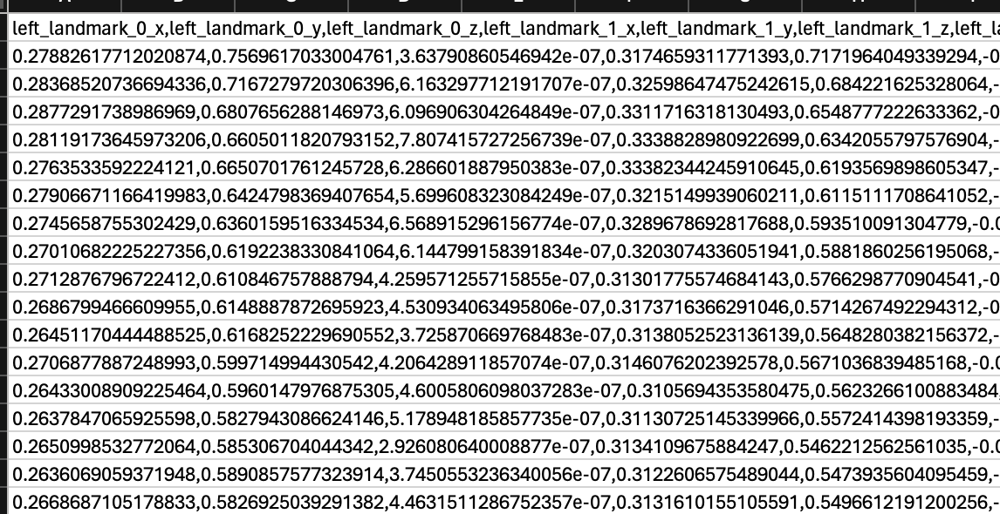 left_landmark_0_x,left_landmark_0_y,left_landmark_0_z,left_landmark_1_x,left_landmark_1_y,left_landmark_1_z,left_la
0.27882617712020874,0.7569617033004761,3.63790860546942e-07,0.3174659311771393,0.7171964049339294,-0
0.28368520736694336,0.7167279720306396,6.163297712191707e-07,0.32598647475242615,0.684221625328064,-
0.2877291738986969,0.6807656288146973,6.096906304264849e-07,0.3311716318130493,0.6548777222633362,-0
0.28119173645973206,0.6605011820793152,7.807415727256739e-07,0.3338828980922699,0.6342055797576904,-
0.2763533592224121,0.6650701761245728,6.286601887950383e-07,0.33382344245910645,0.6193569898605347,-
0.27906671166419983,0.6424798369407654,5.699608323084249e-07,0.3215149939060211,0.6115111708641052,-
0.2745658755302429,0.6360159516334534,6.568915296156774e-07,0.3289678692817688,0.593510091304779,-0.0
0.27010682225227356,0.6192238330841064,6.144799158391834e-07,0.3203074336051941,0.5881860256195068,-
0.2712876796722412,0.610846757888794,4.259571255715855e-07,0.31301775574684143,0.5766298770904541,-0
0.2686799466609955,0.6148887872695923,4.530934063495806e-07,0.3173716366291046,0.5714267492294312,-0
0.26451170444488525,0.6168252229690552,3.725870669768483e-07,0.3138052523136139,0.5648280382156372,-
0.2706877887248993,0.599714994430542,4.206428911857074e-07,0.3146076202392578,0.5671036839485168,-0.0
0.26433008909225464,0.5960147976875305,4.6005806098037283e-07,0.3105694353580475,0.5623266100883484,
0.2637847065925598,0.5827943086624146,5.178948185857735e-07,0.31130725145339966,0.5572414398193359,-
0.2650998532772064,0.585306704044342,2.926080640008877e-07,0.3134109675884247,0.5462212562561035,-0.0
0.2636069059371948,0.5890857577323914,3.7450553236340056e-07,0.3122606575489044,0.5473935604095459,-
0.2668687105178833,0.5826925039291382,4.4631511286752357e-07,0.3131610155105591,0.5496612191200256,-